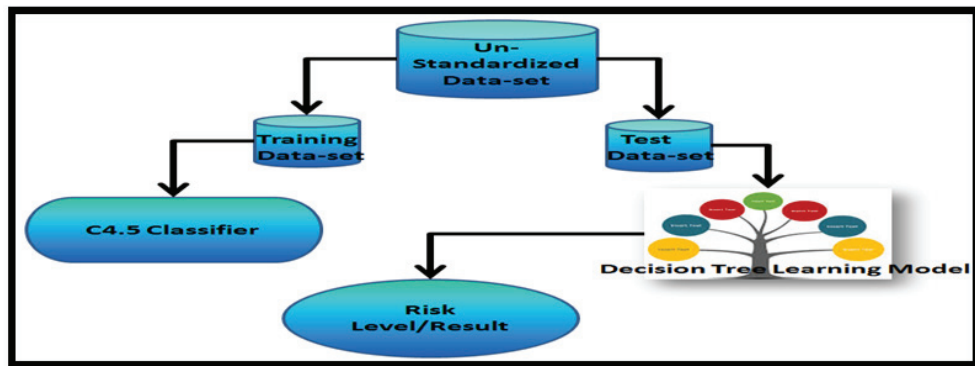 Un-
Standardized
Data-set
Training
Data-set
Test
Data-set
C4.5 Classifier
Decision Tree Learning Model
Risk
Level/Result